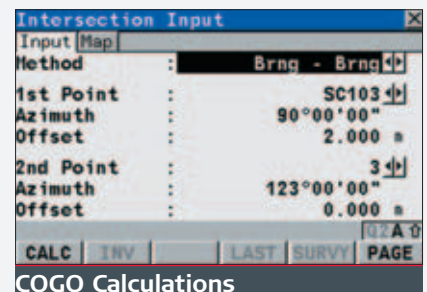 Intersection Input
Input Map
Method : Brng - Brng
1st Point : SC103
Azimuth : 90°00'00"
Offset : 2.000 m
2nd Point : 3
Azimuth : 123°00'00"
Offset : 0.000 m
Q2 A
CALC INV LAST SURVY PAGE
COGO Calculations